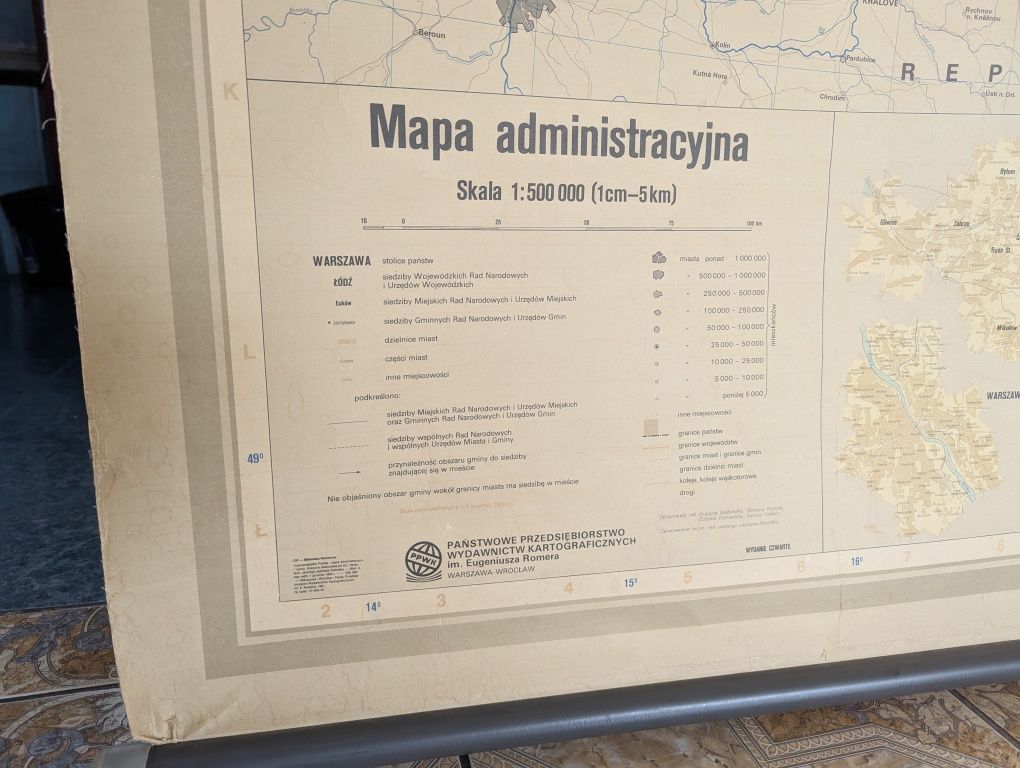 KRÁLOVÉ
Rychnov
n. Kněžnou
Beroun
Kolín
Pardubice
R E P
Kutná Hora
Chrudim
Ústí n. Orl.
K
Mapa administracyjna
Skala 1:500 000 (1cm–5km)
10 0 25 50 75 100 km
WARSZAWA stolice państw
ŁÓDŹ siedziby Wojewódzkich Rad Narodowych
i Urzędów Wojewódzkich
Łuków siedziby Miejskich Rad Narodowych i Urzędów Miejskich
siedziby Gminnych Rad Narodowych i Urzędów Gmin
dzielnice miast
części miast
inne miejscowości
podkreślono:
siedziby Miejskich Rad Narodowych i Urzędów Miejskich
oraz Gminnych Rad Narodowych i Urzędów Gmin
siedziby wspólnych Rad Narodowych
i wspólnych Urzędów Miasta i Gminy
przynależność obszaru gminy do siedziby
znajdującej się w mieście
Nie objaśniony obszar gminy wokół granicy miasta ma siedzibę w mieście
miasta ponad 1 000 000
" 500 000 – 1 000 000
" 250 000 – 500 000
" 100 000 – 250 000
" 50 000 – 100 000
" 25 000 – 50 000
" 10 000 – 25 000
" 5 000 – 10 000
" poniżej 5 000
mieszkańców
inne miejscowości
granice państw
granice województw
granice miast i granice gmin
granice dzielnic miast
koleje, koleje wąskotorowe
drogi
PPWK
PAŃSTWOWE PRZEDSIĘBIORSTWO
WYDAWNICTW KARTOGRAFICZNYCH
im. Eugeniusza Romera
WARSZAWA-WROCŁAW
WYDANIE CZWARTE
Bytom
Gliwice
Zabrze
Ruda Śl.
Mikołów
WARSZAW
L
49⁰
Ł
2 14⁰ 3 4 15⁰ 5 6 16⁰ 7 8